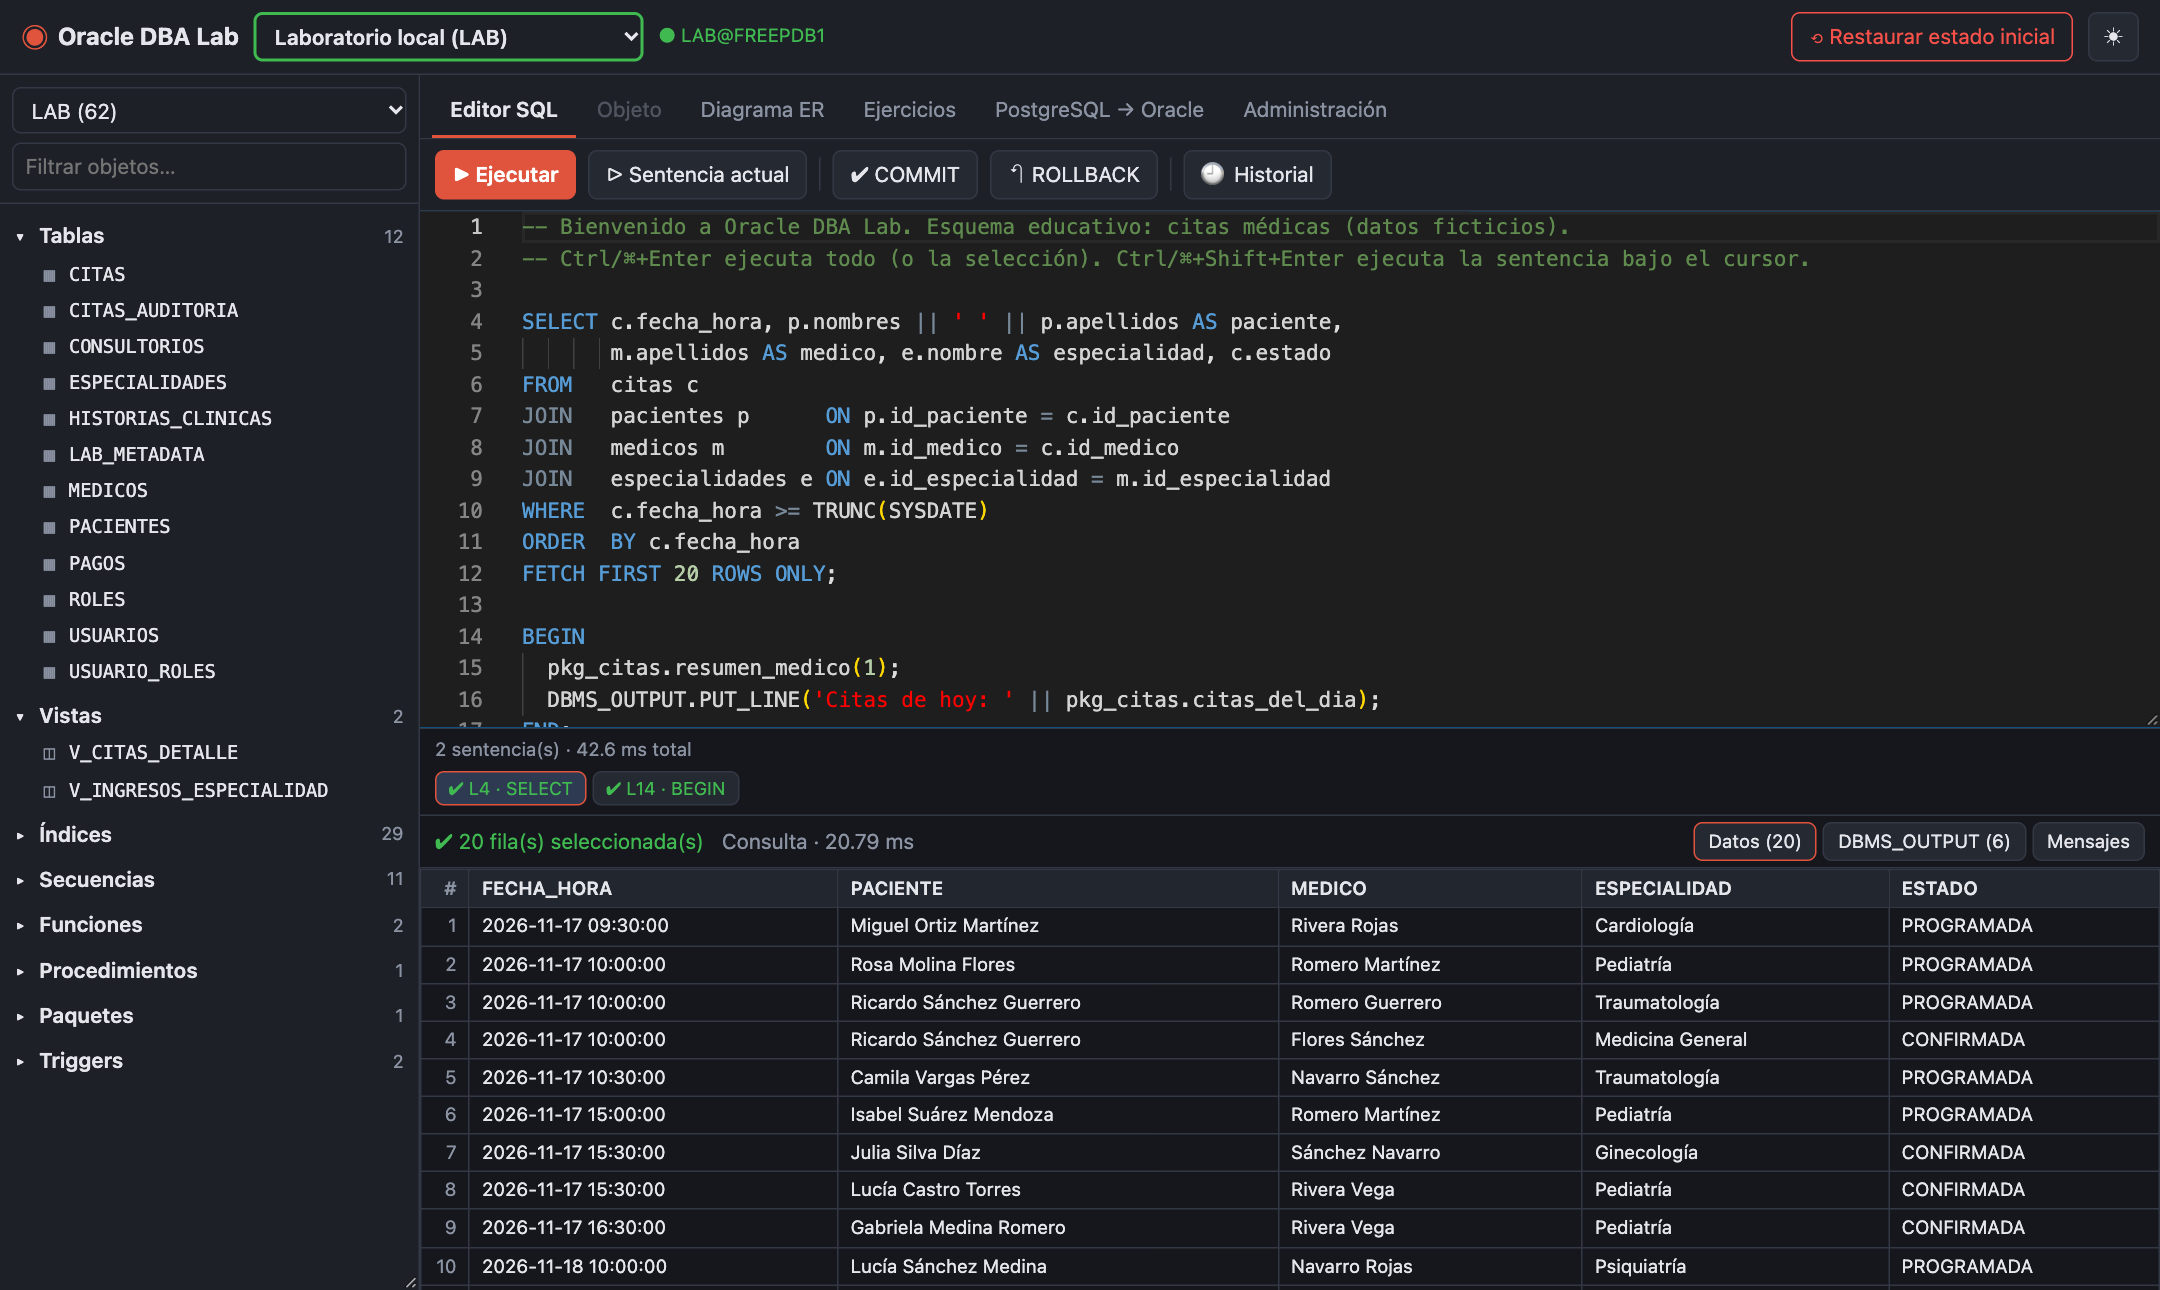 Oracle DBA Lab
Laboratorio local (LAB)
LAB@FREEPDB1
Restaurar estado inicial
LAB (62)
Filtrar objetos...
Tablas 12
CITAS
CITAS_AUDITORIA
CONSULTORIOS
ESPECIALIDADES
HISTORIAS_CLINICAS
LAB_METADATA
MEDICOS
PACIENTES
PAGOS
ROLES
USUARIOS
USUARIO_ROLES
Vistas 2
V_CITAS_DETALLE
V_INGRESOS_ESPECIALIDAD
Índices 29
Secuencias 11
Funciones 2
Procedimientos 1
Paquetes 1
Triggers 2
Editor SQL Objeto Diagrama ER Ejercicios PostgreSQL → Oracle Administración
Ejecutar Sentencia actual ✔ COMMIT ROLLBACK Historial
1 -- Bienvenido a Oracle DBA Lab. Esquema educativo: citas médicas (datos ficticios).
2 -- Ctrl/⌘+Enter ejecuta todo (o la selección). Ctrl/⌘+Shift+Enter ejecuta la sentencia bajo el cursor.
3
4 SELECT c.fecha_hora, p.nombres || ' ' || p.apellidos AS paciente,
5 m.apellidos AS medico, e.nombre AS especialidad, c.estado
6 FROM citas c
7 JOIN pacientes p ON p.id_paciente = c.id_paciente
8 JOIN medicos m ON m.id_medico = c.id_medico
9 JOIN especialidades e ON e.id_especialidad = m.id_especialidad
10 WHERE c.fecha_hora >= TRUNC(SYSDATE)
11 ORDER BY c.fecha_hora
12 FETCH FIRST 20 ROWS ONLY;
13
14 BEGIN
15 pkg_citas.resumen_medico(1);
16 DBMS_OUTPUT.PUT_LINE('Citas de hoy: ' || pkg_citas.citas_del_dia);
17 END;
2 sentencia(s) · 42.6 ms total
✔ L4 · SELECT ✔ L14 · BEGIN
✔ 20 fila(s) seleccionada(s) Consulta · 20.79 ms Datos (20) DBMS_OUTPUT (6) Mensajes
# FECHA_HORA PACIENTE MEDICO ESPECIALIDAD ESTADO
1 2026-11-17 09:30:00 Miguel Ortiz Martínez Rivera Rojas Cardiología PROGRAMADA
2 2026-11-17 10:00:00 Rosa Molina Flores Romero Martínez Pediatría PROGRAMADA
3 2026-11-17 10:00:00 Ricardo Sánchez Guerrero Romero Guerrero Traumatología PROGRAMADA
4 2026-11-17 10:00:00 Ricardo Sánchez Guerrero Flores Sánchez Medicina General CONFIRMADA
5 2026-11-17 10:30:00 Camila Vargas Pérez Navarro Sánchez Traumatología PROGRAMADA
6 2026-11-17 15:00:00 Isabel Suárez Mendoza Romero Martínez Pediatría PROGRAMADA
7 2026-11-17 15:30:00 Julia Silva Díaz Sánchez Navarro Ginecología CONFIRMADA
8 2026-11-17 15:30:00 Lucía Castro Torres Rivera Vega Pediatría CONFIRMADA
9 2026-11-17 16:30:00 Gabriela Medina Romero Rivera Vega Pediatría CONFIRMADA
10 2026-11-18 10:00:00 Lucía Sánchez Medina Navarro Rojas Psiquiatría PROGRAMADA